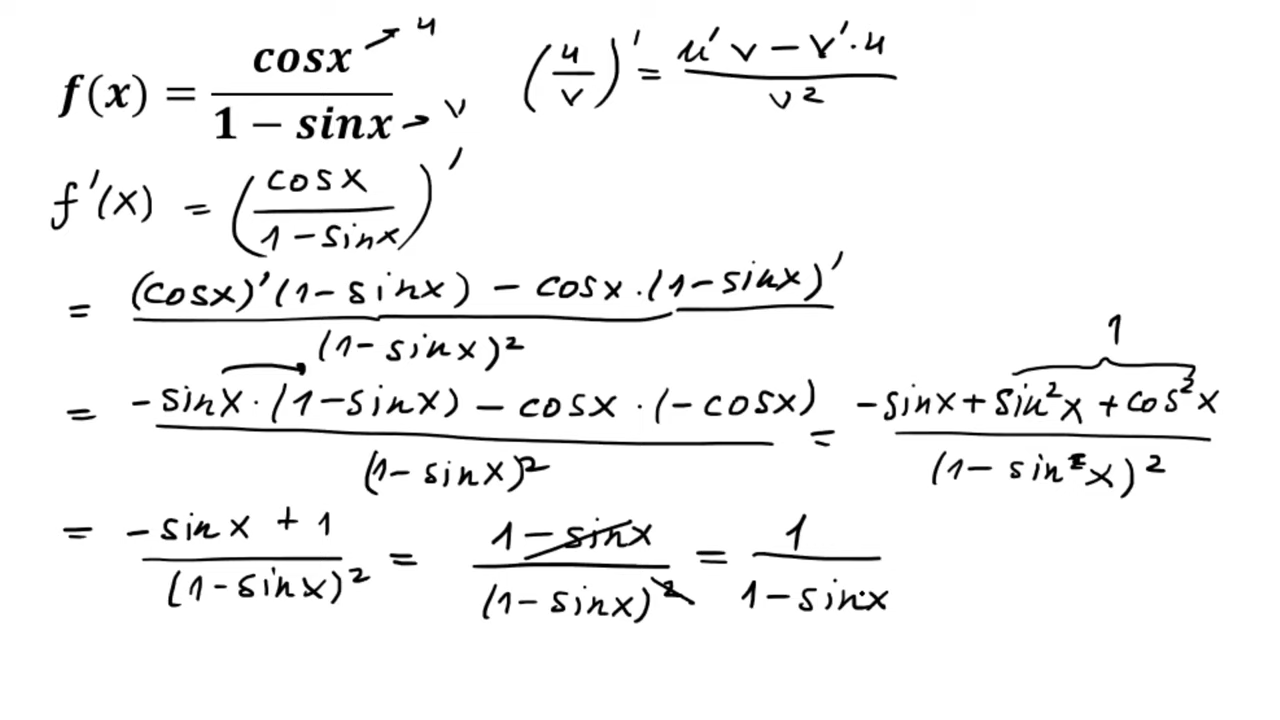 f(x) = cosx / (1 − sinx) → u → v (u/v)' = (u'v − v'·u) / v²
f'(x) = (cosx / (1 − sinx))'
= ((cosx)'(1 − sinx) − cosx·(1 − sinx)') / (1 − sinx)²
= (−sinx·(1 − sinx) − cosx·(−cosx)) / (1 − sinx)² = (−sinx + sin²x + cos²x) / (1 − sin²x)² 1
= (−sinx + 1) / (1 − sinx)² = (1 − sinx) / (1 − sinx)² = 1 / (1 − sinx)